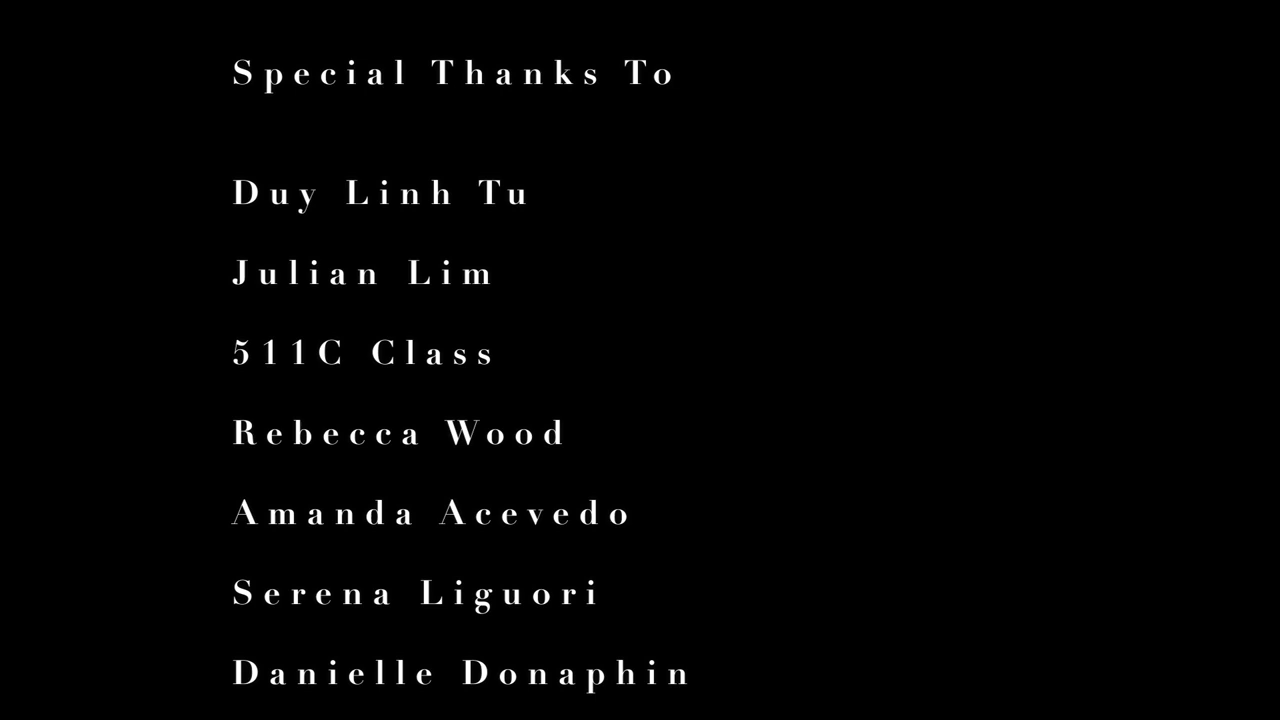 Special Thanks To
Duy Linh Tu
Julian Lim
511C Class
Rebecca Wood
Amanda Acevedo
Serena Liguori
Danielle Donaphin